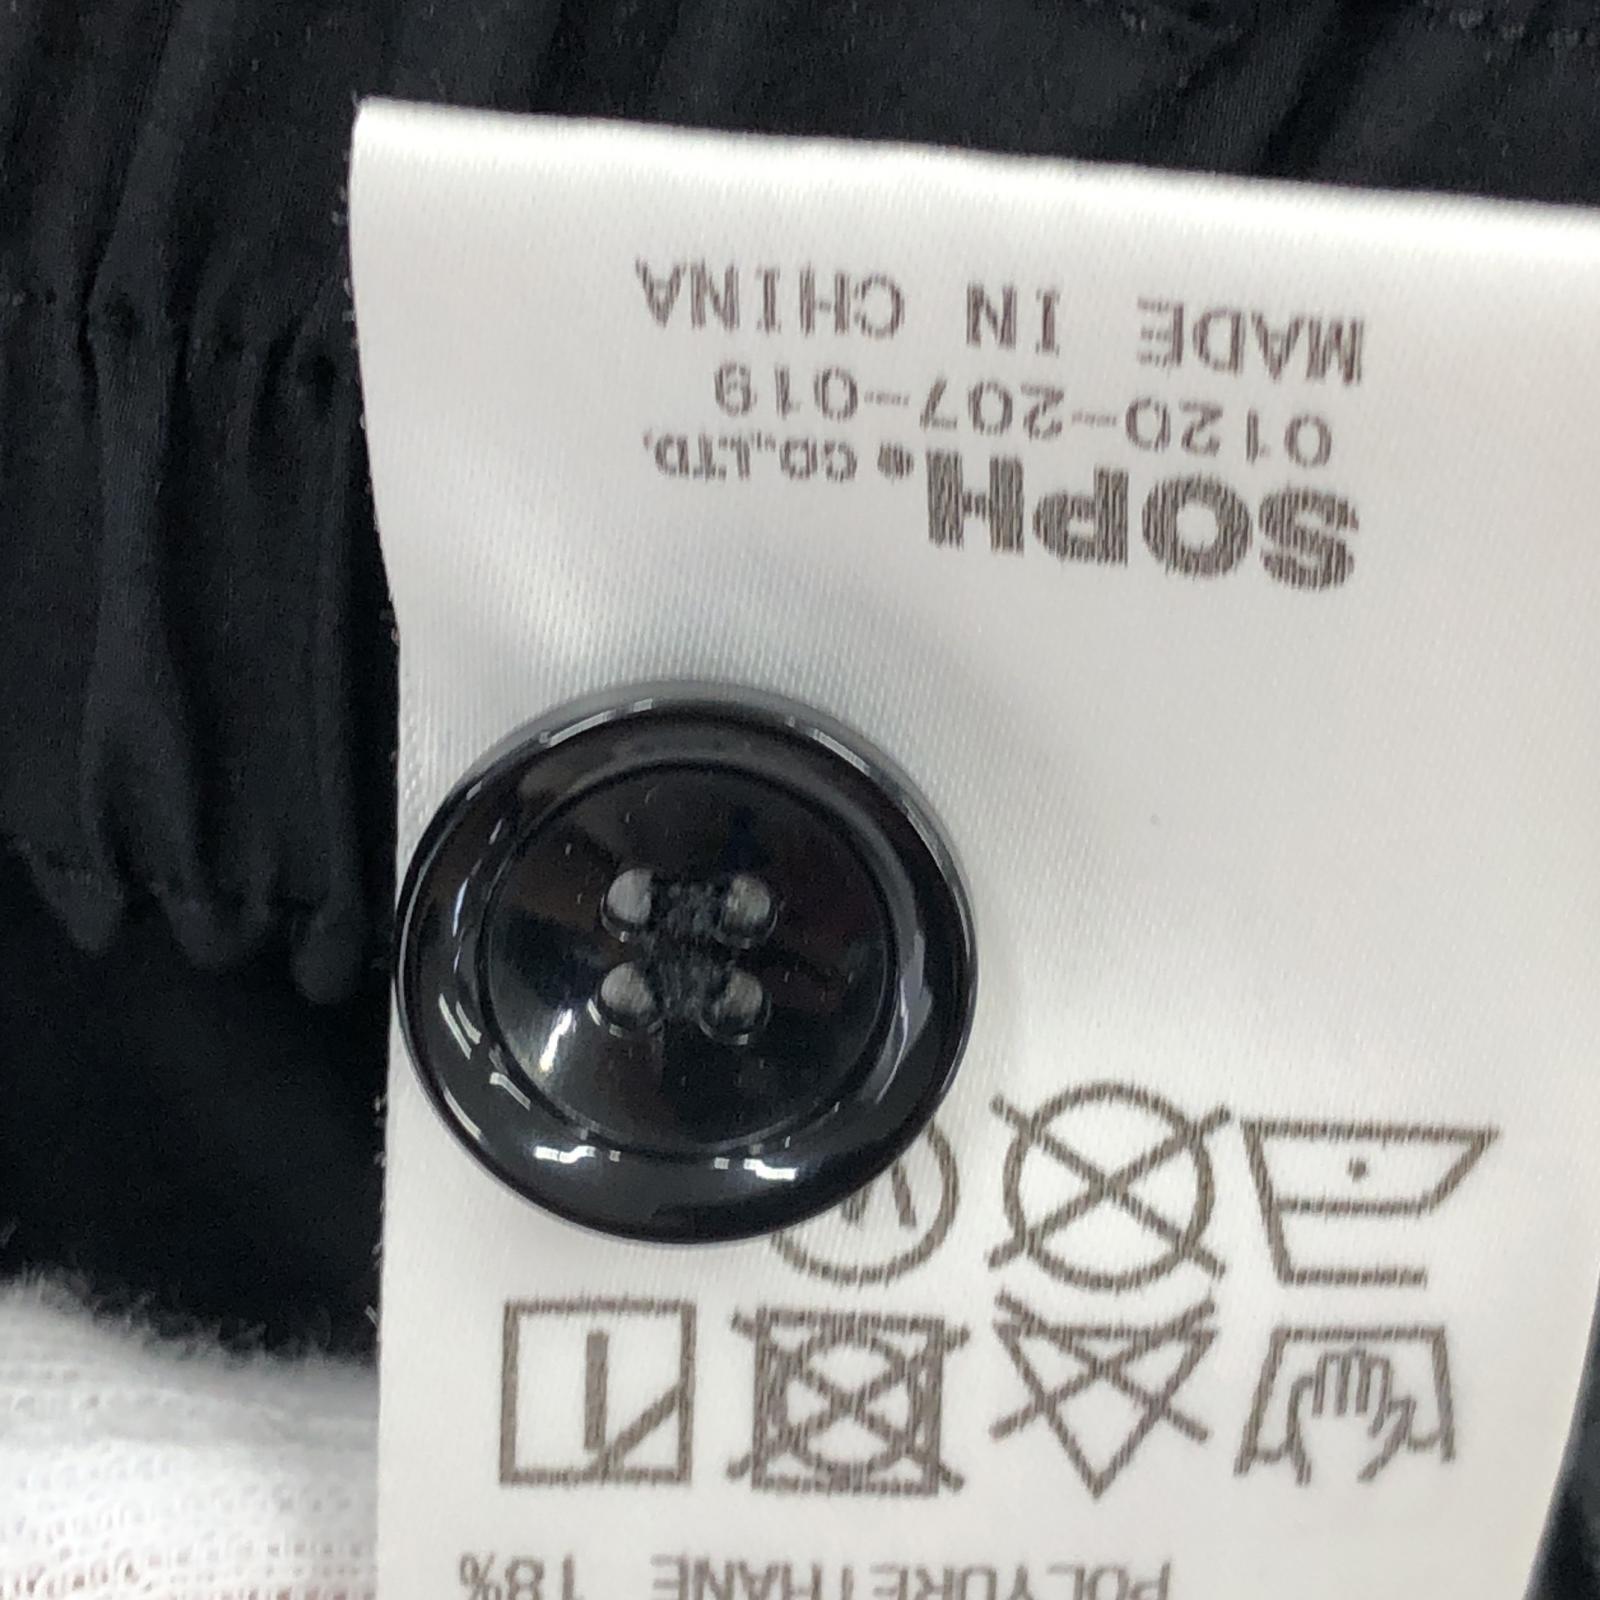 POLYURETHANE 18%
SOPH. CO.,LTD.
0120-207-019
MADE IN CHINA